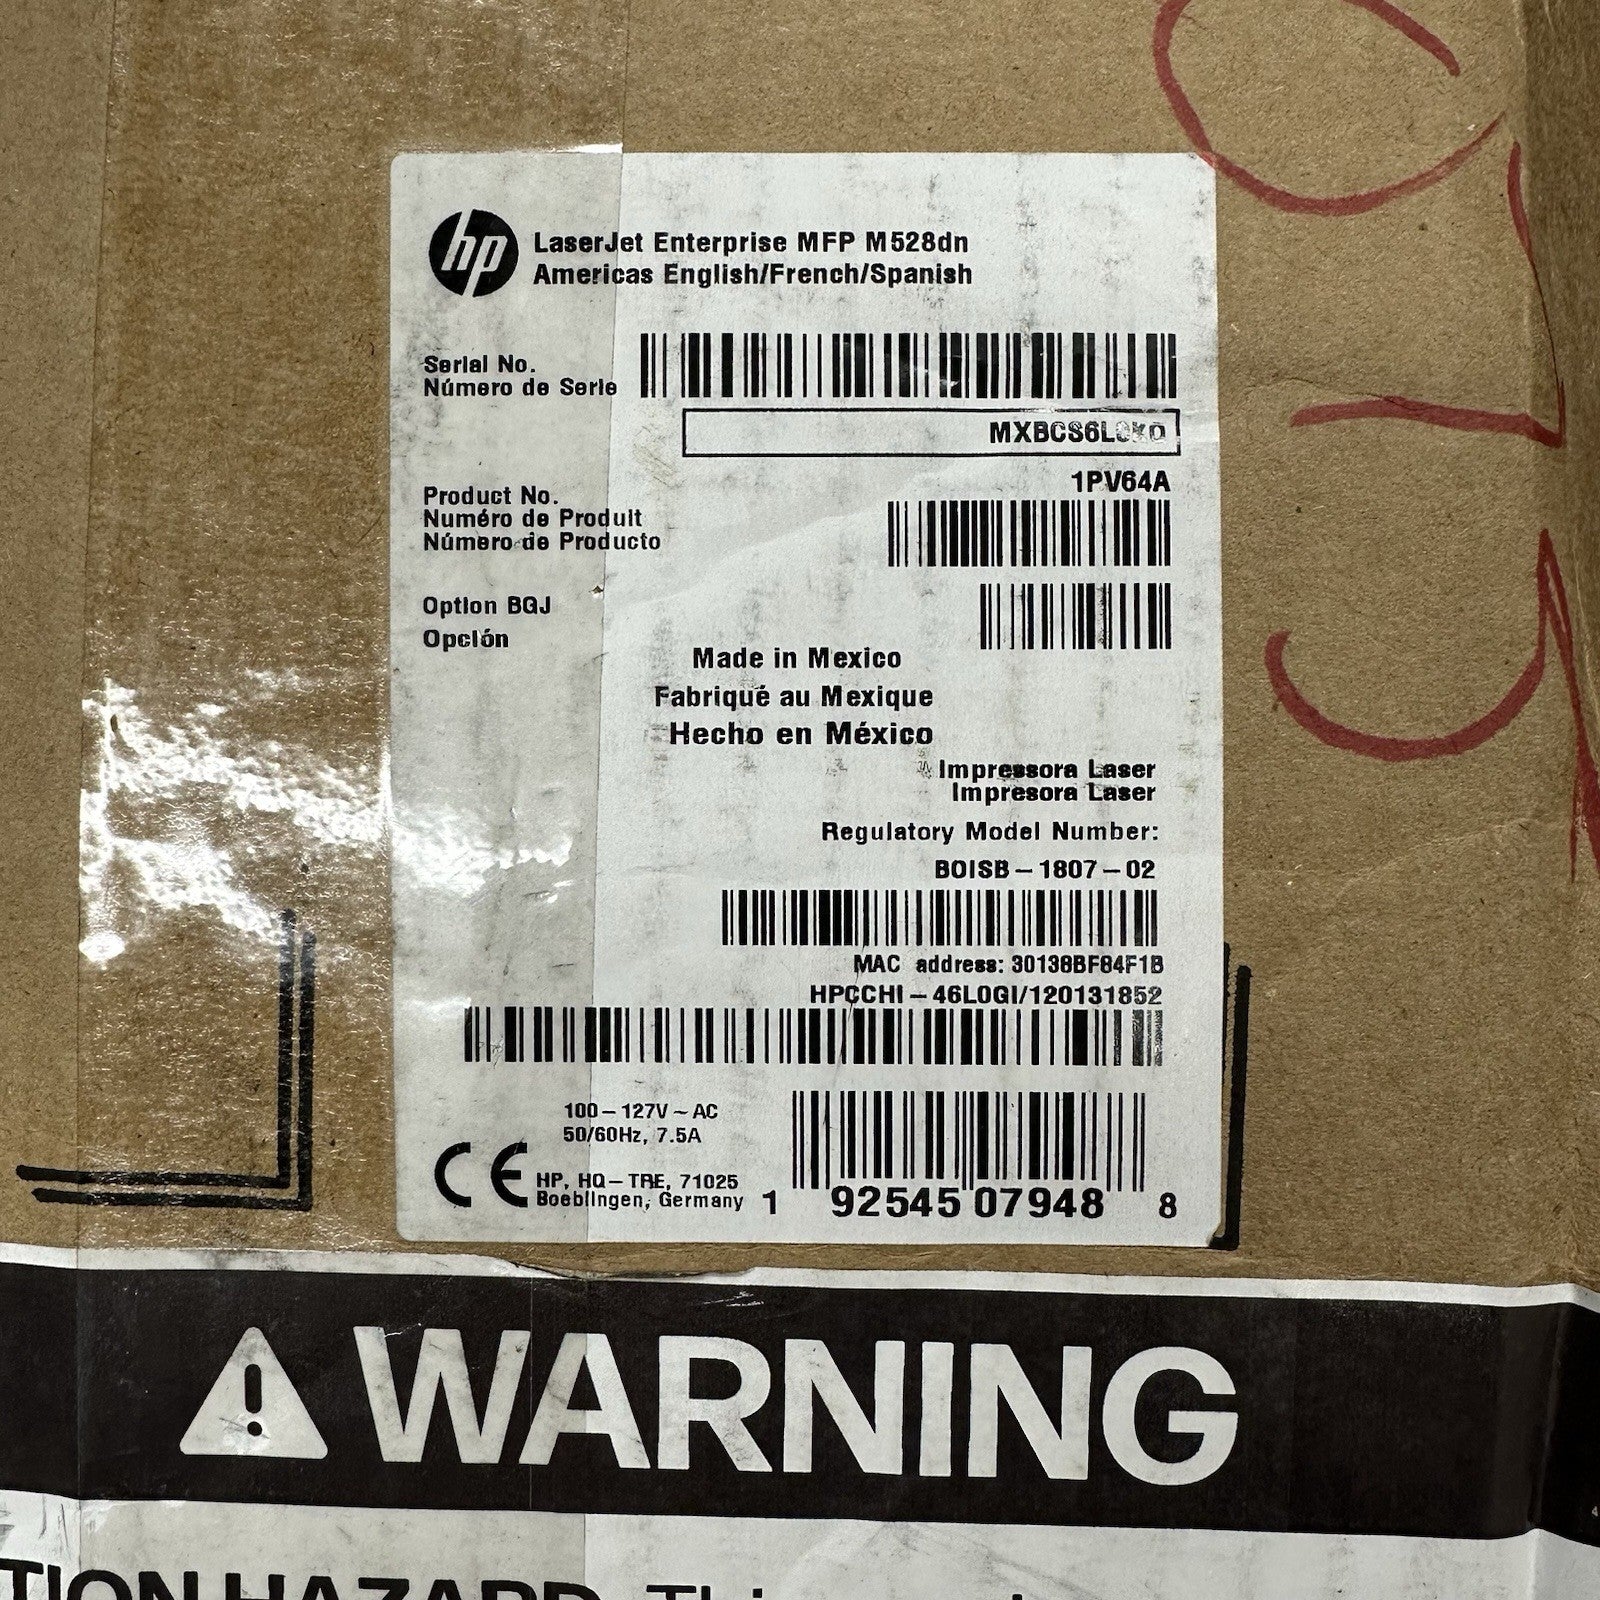 hp
LaserJet Enterprise MFP M528dn
Americas English/French/Spanish
Serial No.
Número de Serie
1PV64A
Product No.
Numéro de Produit
Número de Producto
Option BGJ
Opción
Made in Mexico
Fabriqué au Mexique
Hecho en México
Impressora Laser
Impresora Laser
Regulatory Model Number:
BOISB-1807-02
MAC address: 30138BF84F1B
HPCCHI-46L0GI/120131852
100-127V~AC
50/60Hz, 7.5A
CE
HP, HQ-TRE, 71025
Boeblingen, Germany
1 92545 07948 8
WARNING
TION HAZARD